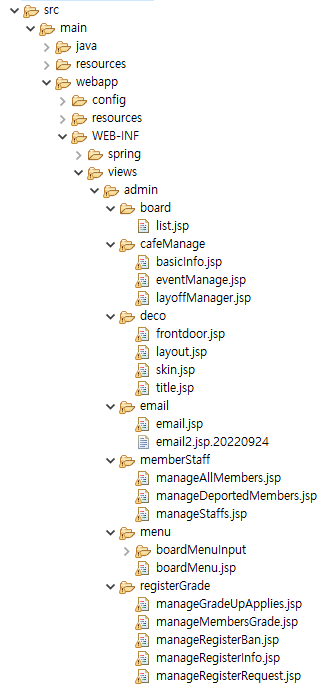 src
main
java
resources
webapp
config
resources
WEB-INF
spring
views
admin
board
list.jsp
cafeManage
basicInfo.jsp
eventManage.jsp
layoffManager.jsp
deco
frontdoor.jsp
layout.jsp
skin.jsp
title.jsp
email
email.jsp
email2.jsp.20220924
memberStaff
manageAllMembers.jsp
manageDeportedMembers.jsp
manageStaffs.jsp
menu
boardMenuInput
boardMenu.jsp
registerGrade
manageGradeUpApplies.jsp
manageMembersGrade.jsp
manageRegisterBan.jsp
manageRegisterInfo.jsp
manageRegisterRequest.jsp